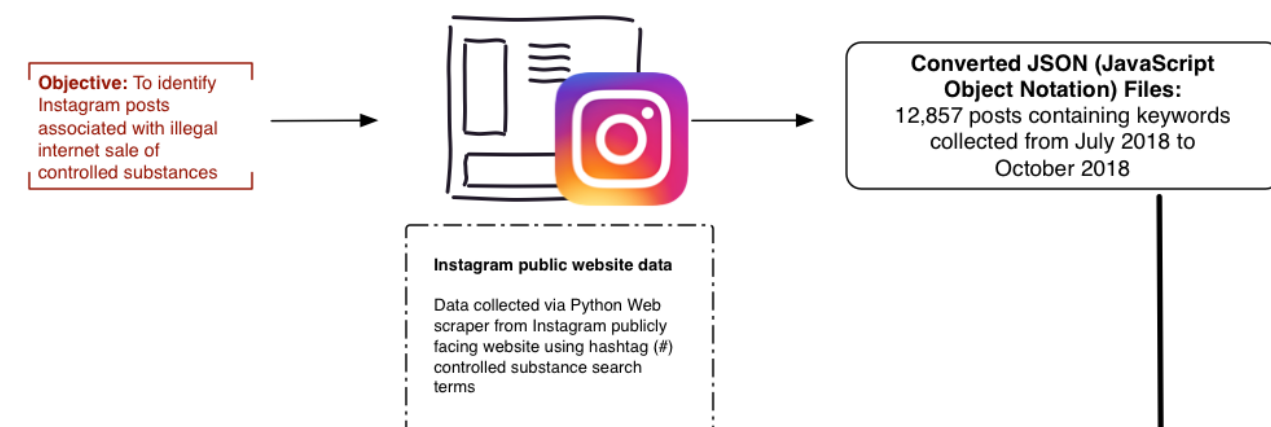 Objective: To identify
Instagram posts
associated with illegal
internet sale of
controlled substances
Converted JSON (JavaScript
Object Notation) Files:
12,857 posts containing keywords
collected from July 2018 to
October 2018
Instagram public website data
Data collected via Python Web
scraper from Instagram publicly
facing website using hashtag (#)
controlled substance search
terms